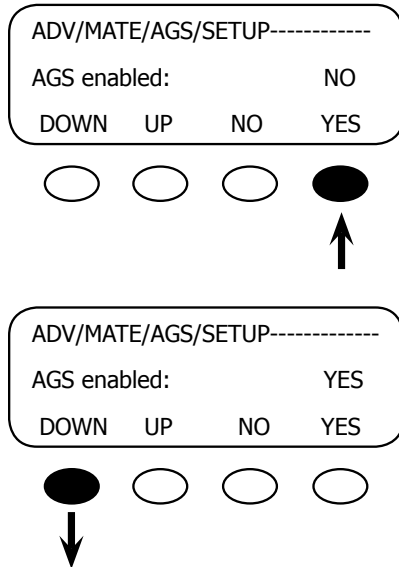 ADV/MATE/AGS/SETUP------------
AGS enabled: NO
DOWN UP NO YES
ADV/MATE/AGS/SETUP-------------
AGS enabled: YES
DOWN UP NO YES